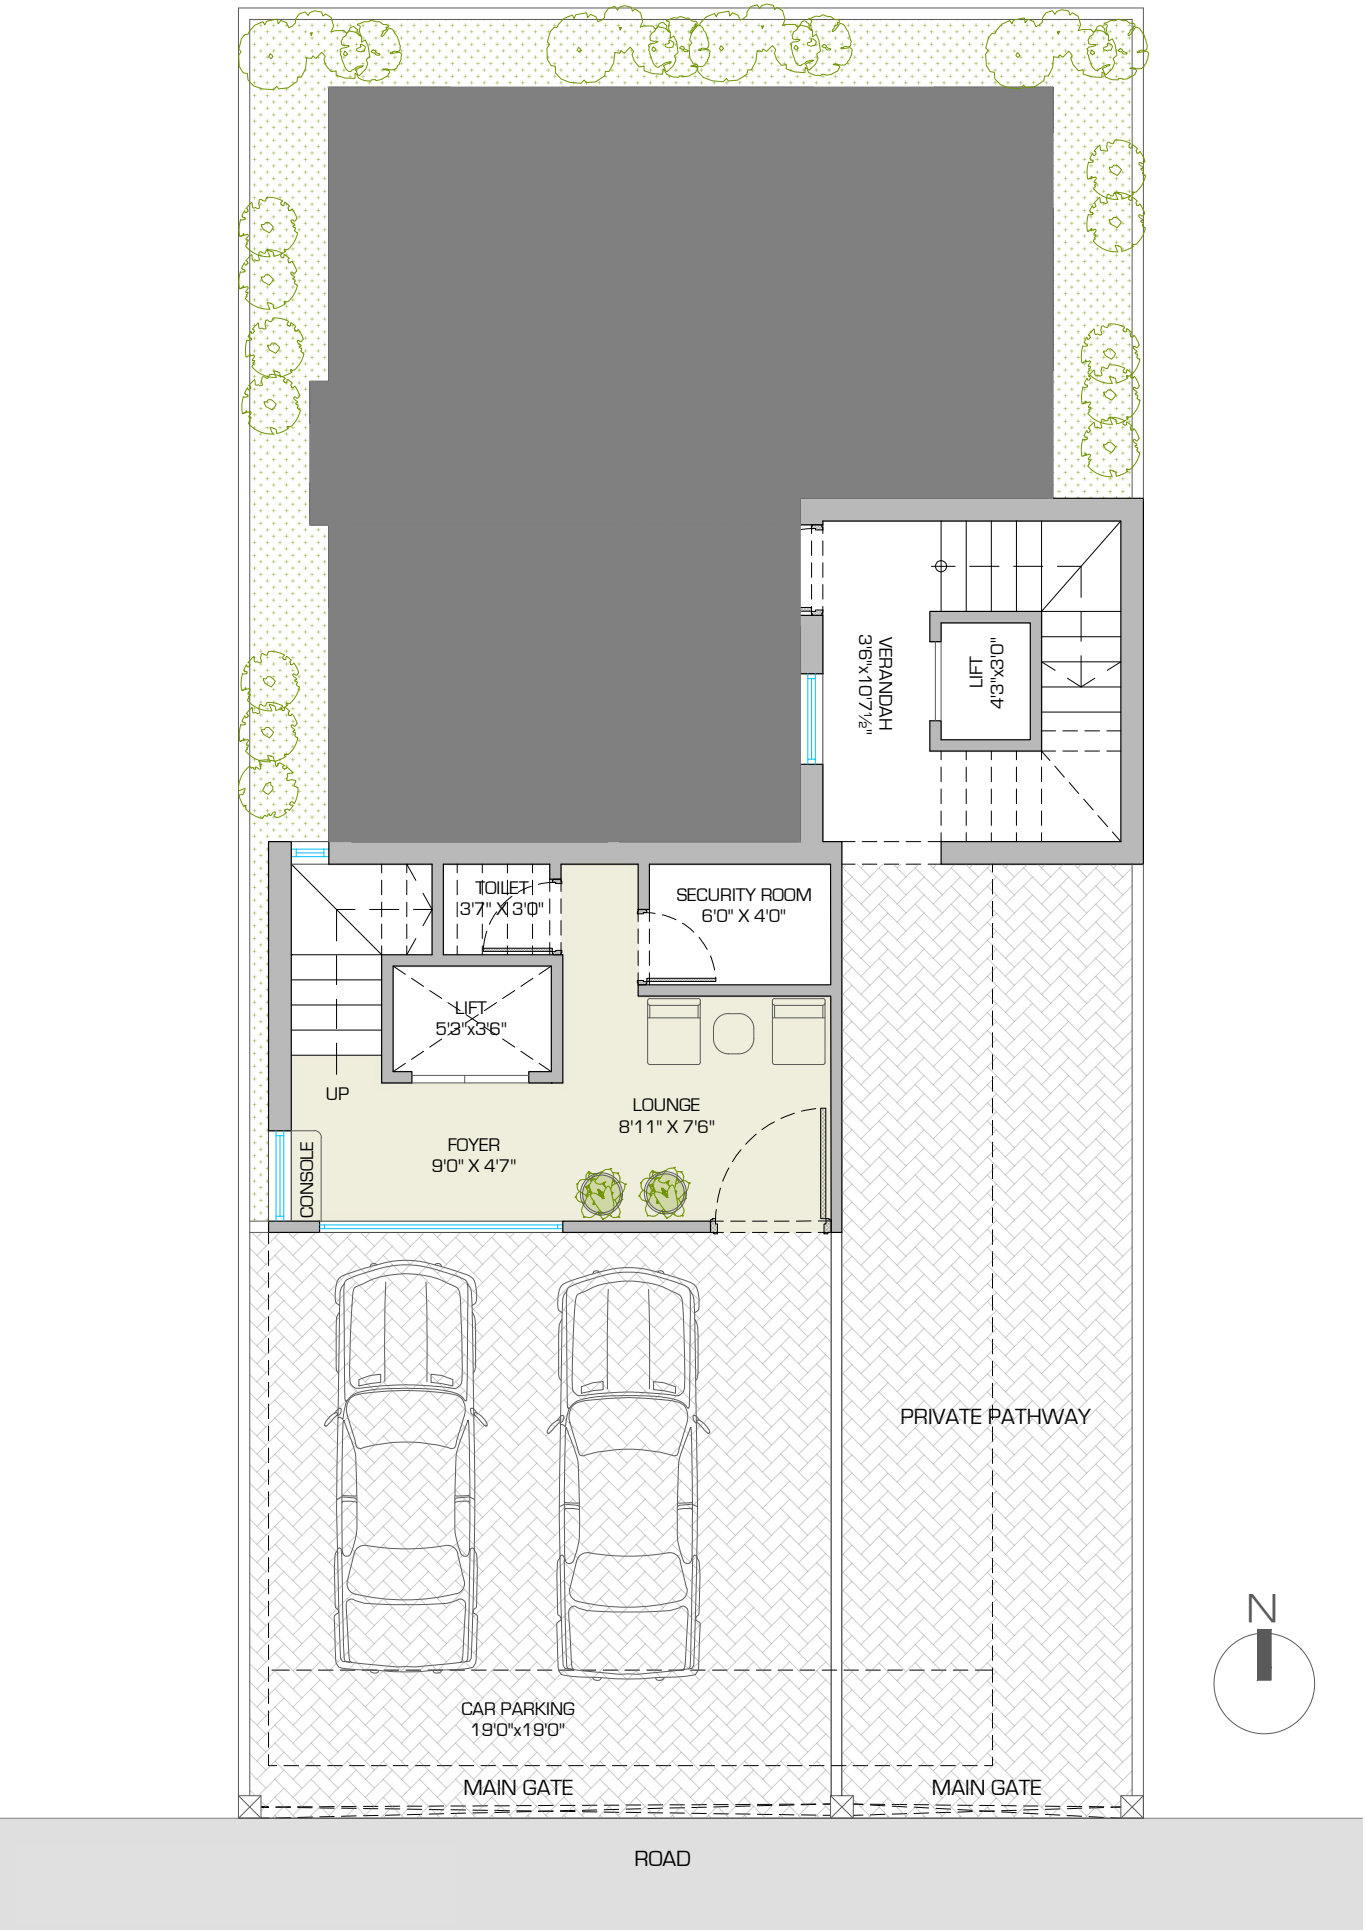 VERANDAH
3'6"x10'7½"
LIFT
4'3"x3'0"
TOILET
3'7" X 3'0"
SECURITY ROOM
6'0" X 4'0"
LIFT
5'3"x3'6"
UP
LOUNGE
8'11" X 7'6"
FOYER
9'0" X 4'7"
CONSOLE
PRIVATE PATHWAY
N
CAR PARKING
19'0"x19'0"
MAIN GATE
MAIN GATE
ROAD